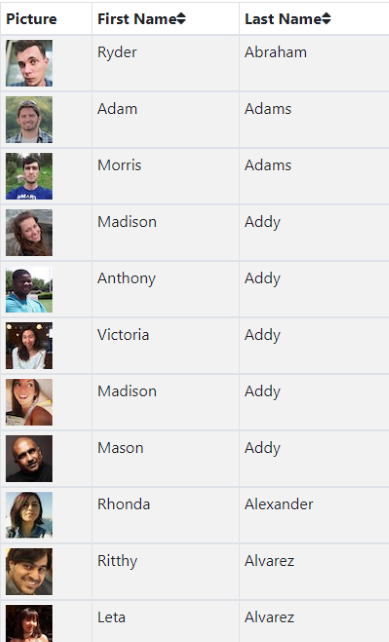 Picture First Name Last Name
Ryder Abraham
Adam Adams
Morris Adams
Madison Addy
Anthony Addy
Victoria Addy
Madison Addy
Mason Addy
Rhonda Alexander
Ritthy Alvarez
Leta Alvarez